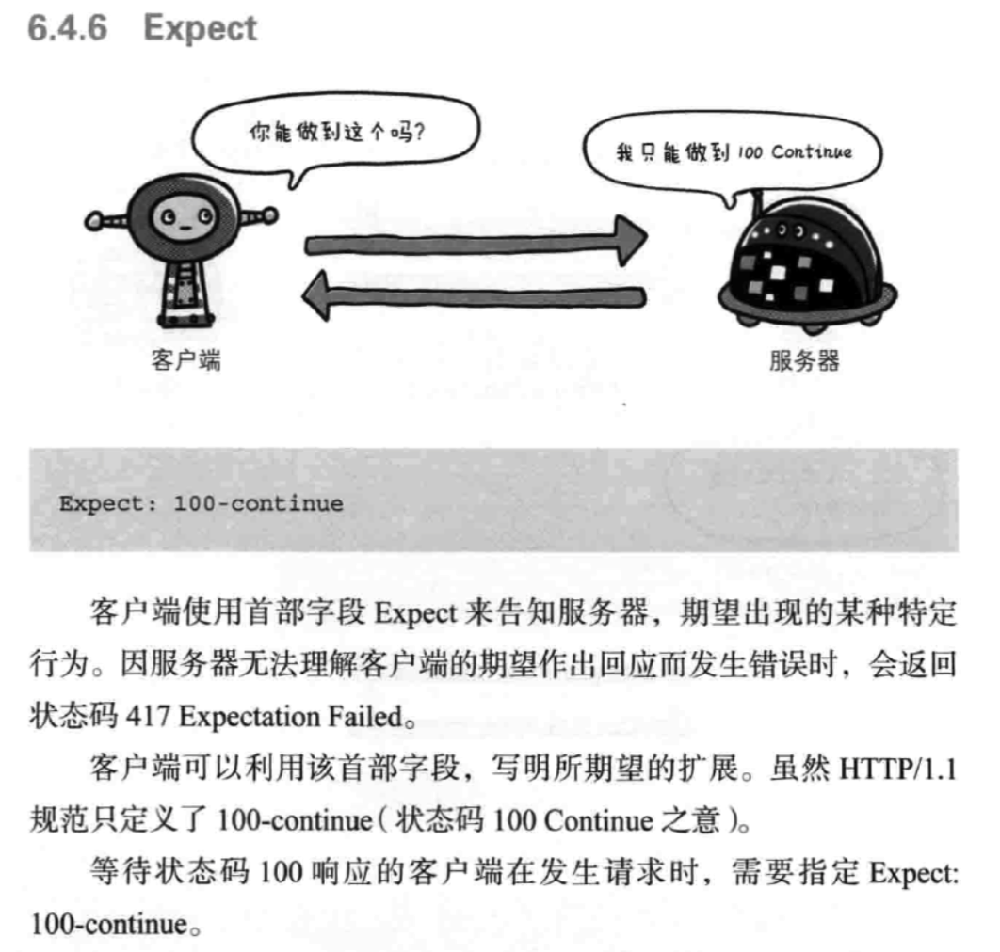 6.4.6 Expect
你能做到这个吗?
我只能做到 100 Continue
客户端
服务器
Expect: 100-continue
客户端使用首部字段 Expect 来告知服务器，期望出现的某种特定
行为。因服务器无法理解客户端的期望作出回应而发生错误时，会返回
状态码 417 Expectation Failed。
客户端可以利用该首部字段，写明所期望的扩展。虽然 HTTP/1.1
规范只定义了 100-continue（状态码 100 Continue 之意）。
等待状态码 100 响应的客户端在发生请求时，需要指定 Expect:
100-continue。